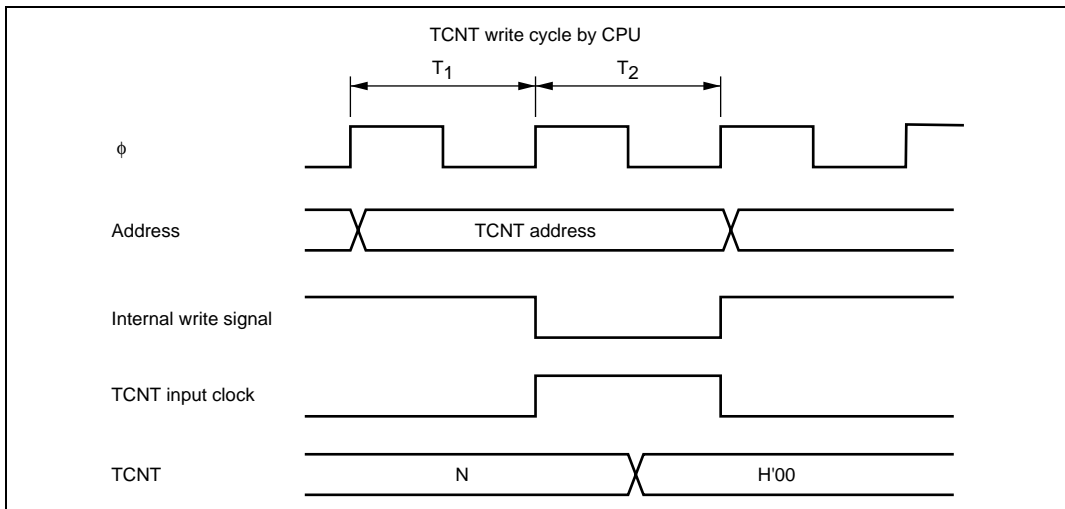 TCNT write cycle by CPU
T1 T2
ϕ
Address TCNT address
Internal write signal
TCNT input clock
TCNT N H'00